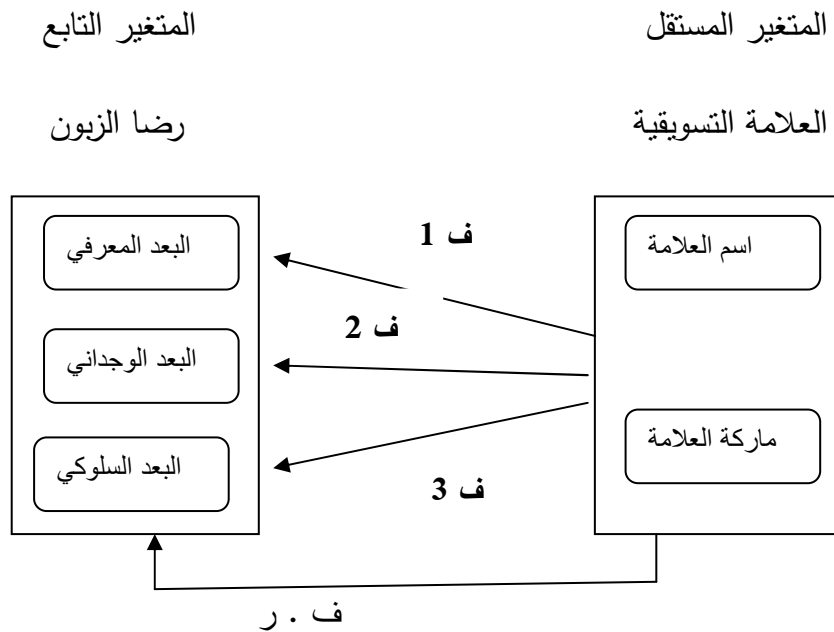 المتغير المستقل
المتغير التابع
العلامة التسويقية
رضا الزبون
اسم العلامة
ماركة العلامة
ف 1
ف 2
ف 3
البعد المعرفي
البعد الوجداني
البعد السلوكي
ف . ر